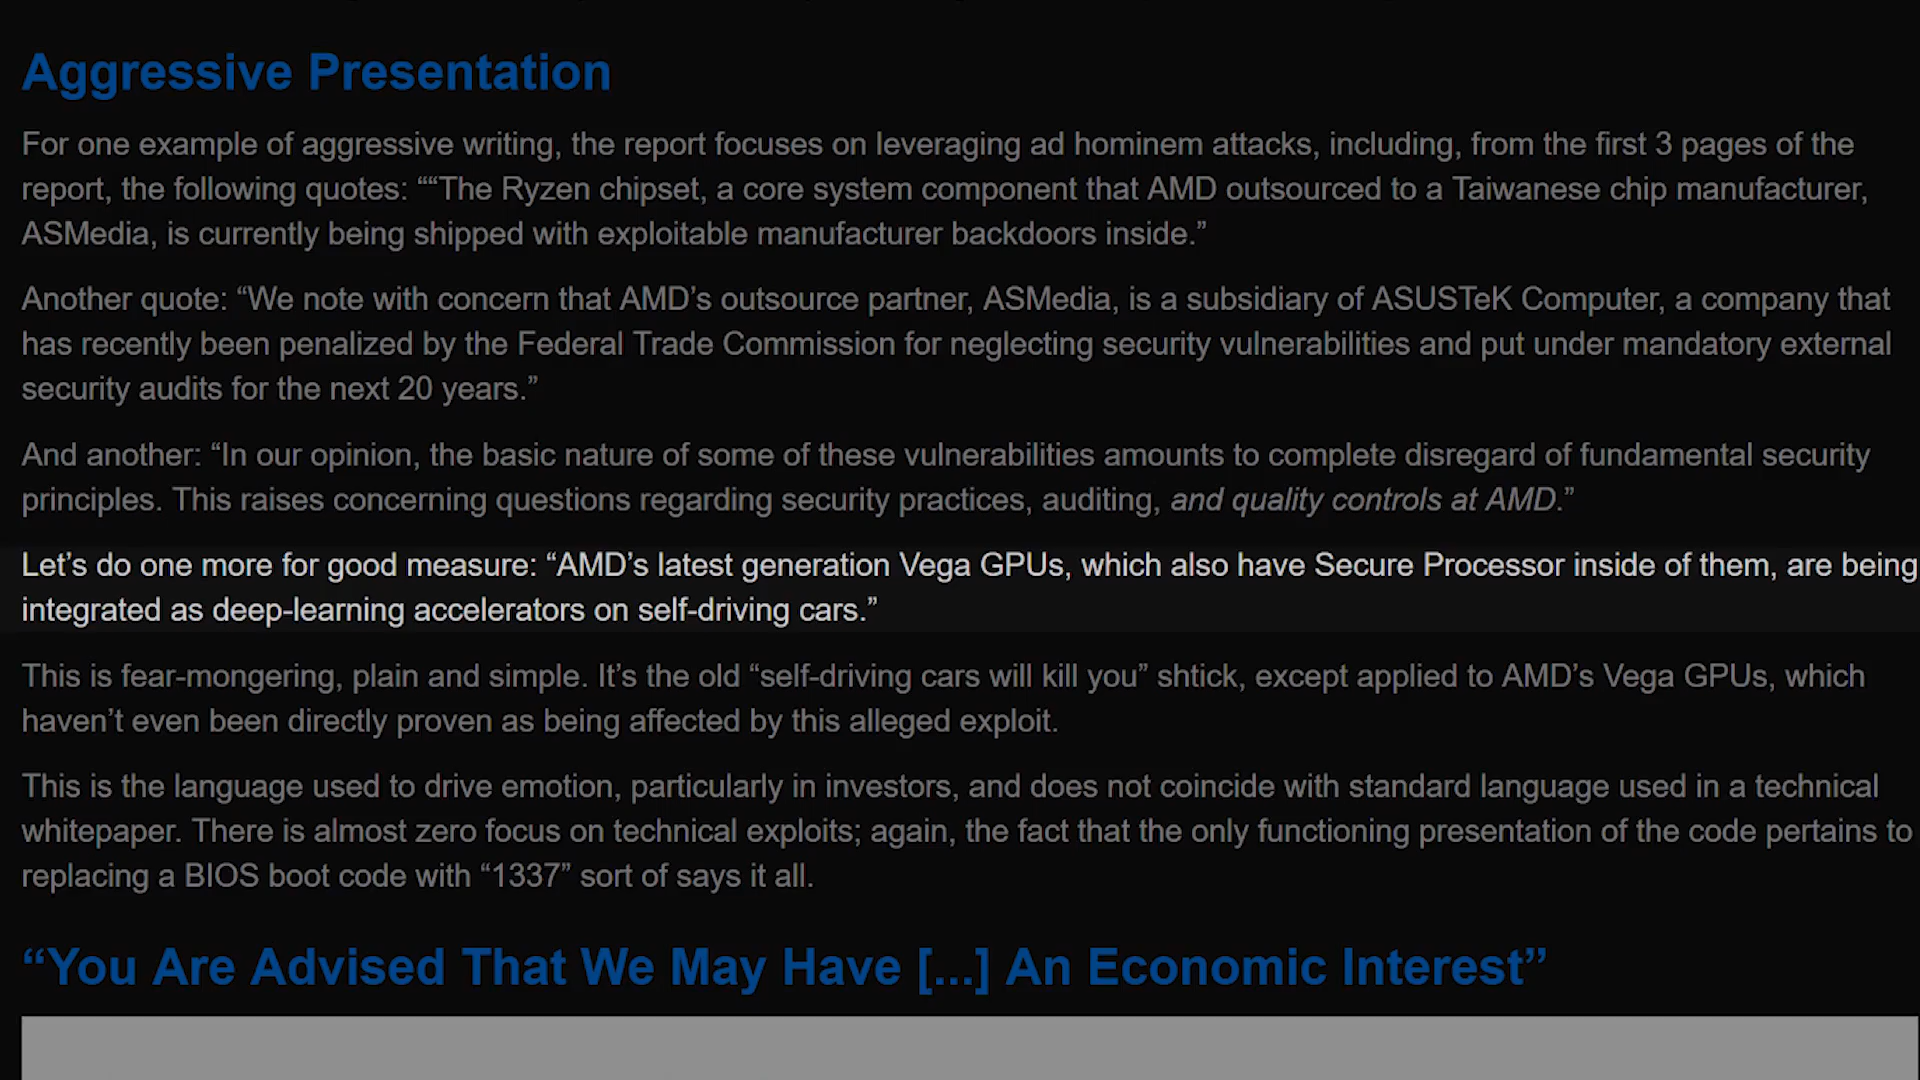 Aggressive Presentation
For one example of aggressive writing, the report focuses on leveraging ad hominem attacks, including, from the first 3 pages of the
report, the following quotes: ““The Ryzen chipset, a core system component that AMD outsourced to a Taiwanese chip manufacturer,
ASMedia, is currently being shipped with exploitable manufacturer backdoors inside.”
Another quote: “We note with concern that AMD’s outsource partner, ASMedia, is a subsidiary of ASUSTeK Computer, a company that
has recently been penalized by the Federal Trade Commission for neglecting security vulnerabilities and put under mandatory external
security audits for the next 20 years.”
And another: “In our opinion, the basic nature of some of these vulnerabilities amounts to complete disregard of fundamental security
principles. This raises concerning questions regarding security practices, auditing, and quality controls at AMD.”
Let’s do one more for good measure: “AMD’s latest generation Vega GPUs, which also have Secure Processor inside of them, are being
integrated as deep-learning accelerators on self-driving cars.”
This is fear-mongering, plain and simple. It’s the old “self-driving cars will kill you” shtick, except applied to AMD’s Vega GPUs, which
haven’t even been directly proven as being affected by this alleged exploit.
This is the language used to drive emotion, particularly in investors, and does not coincide with standard language used in a technical
whitepaper. There is almost zero focus on technical exploits; again, the fact that the only functioning presentation of the code pertains to
replacing a BIOS boot code with “1337” sort of says it all.
“You Are Advised That We May Have [...] An Economic Interest”